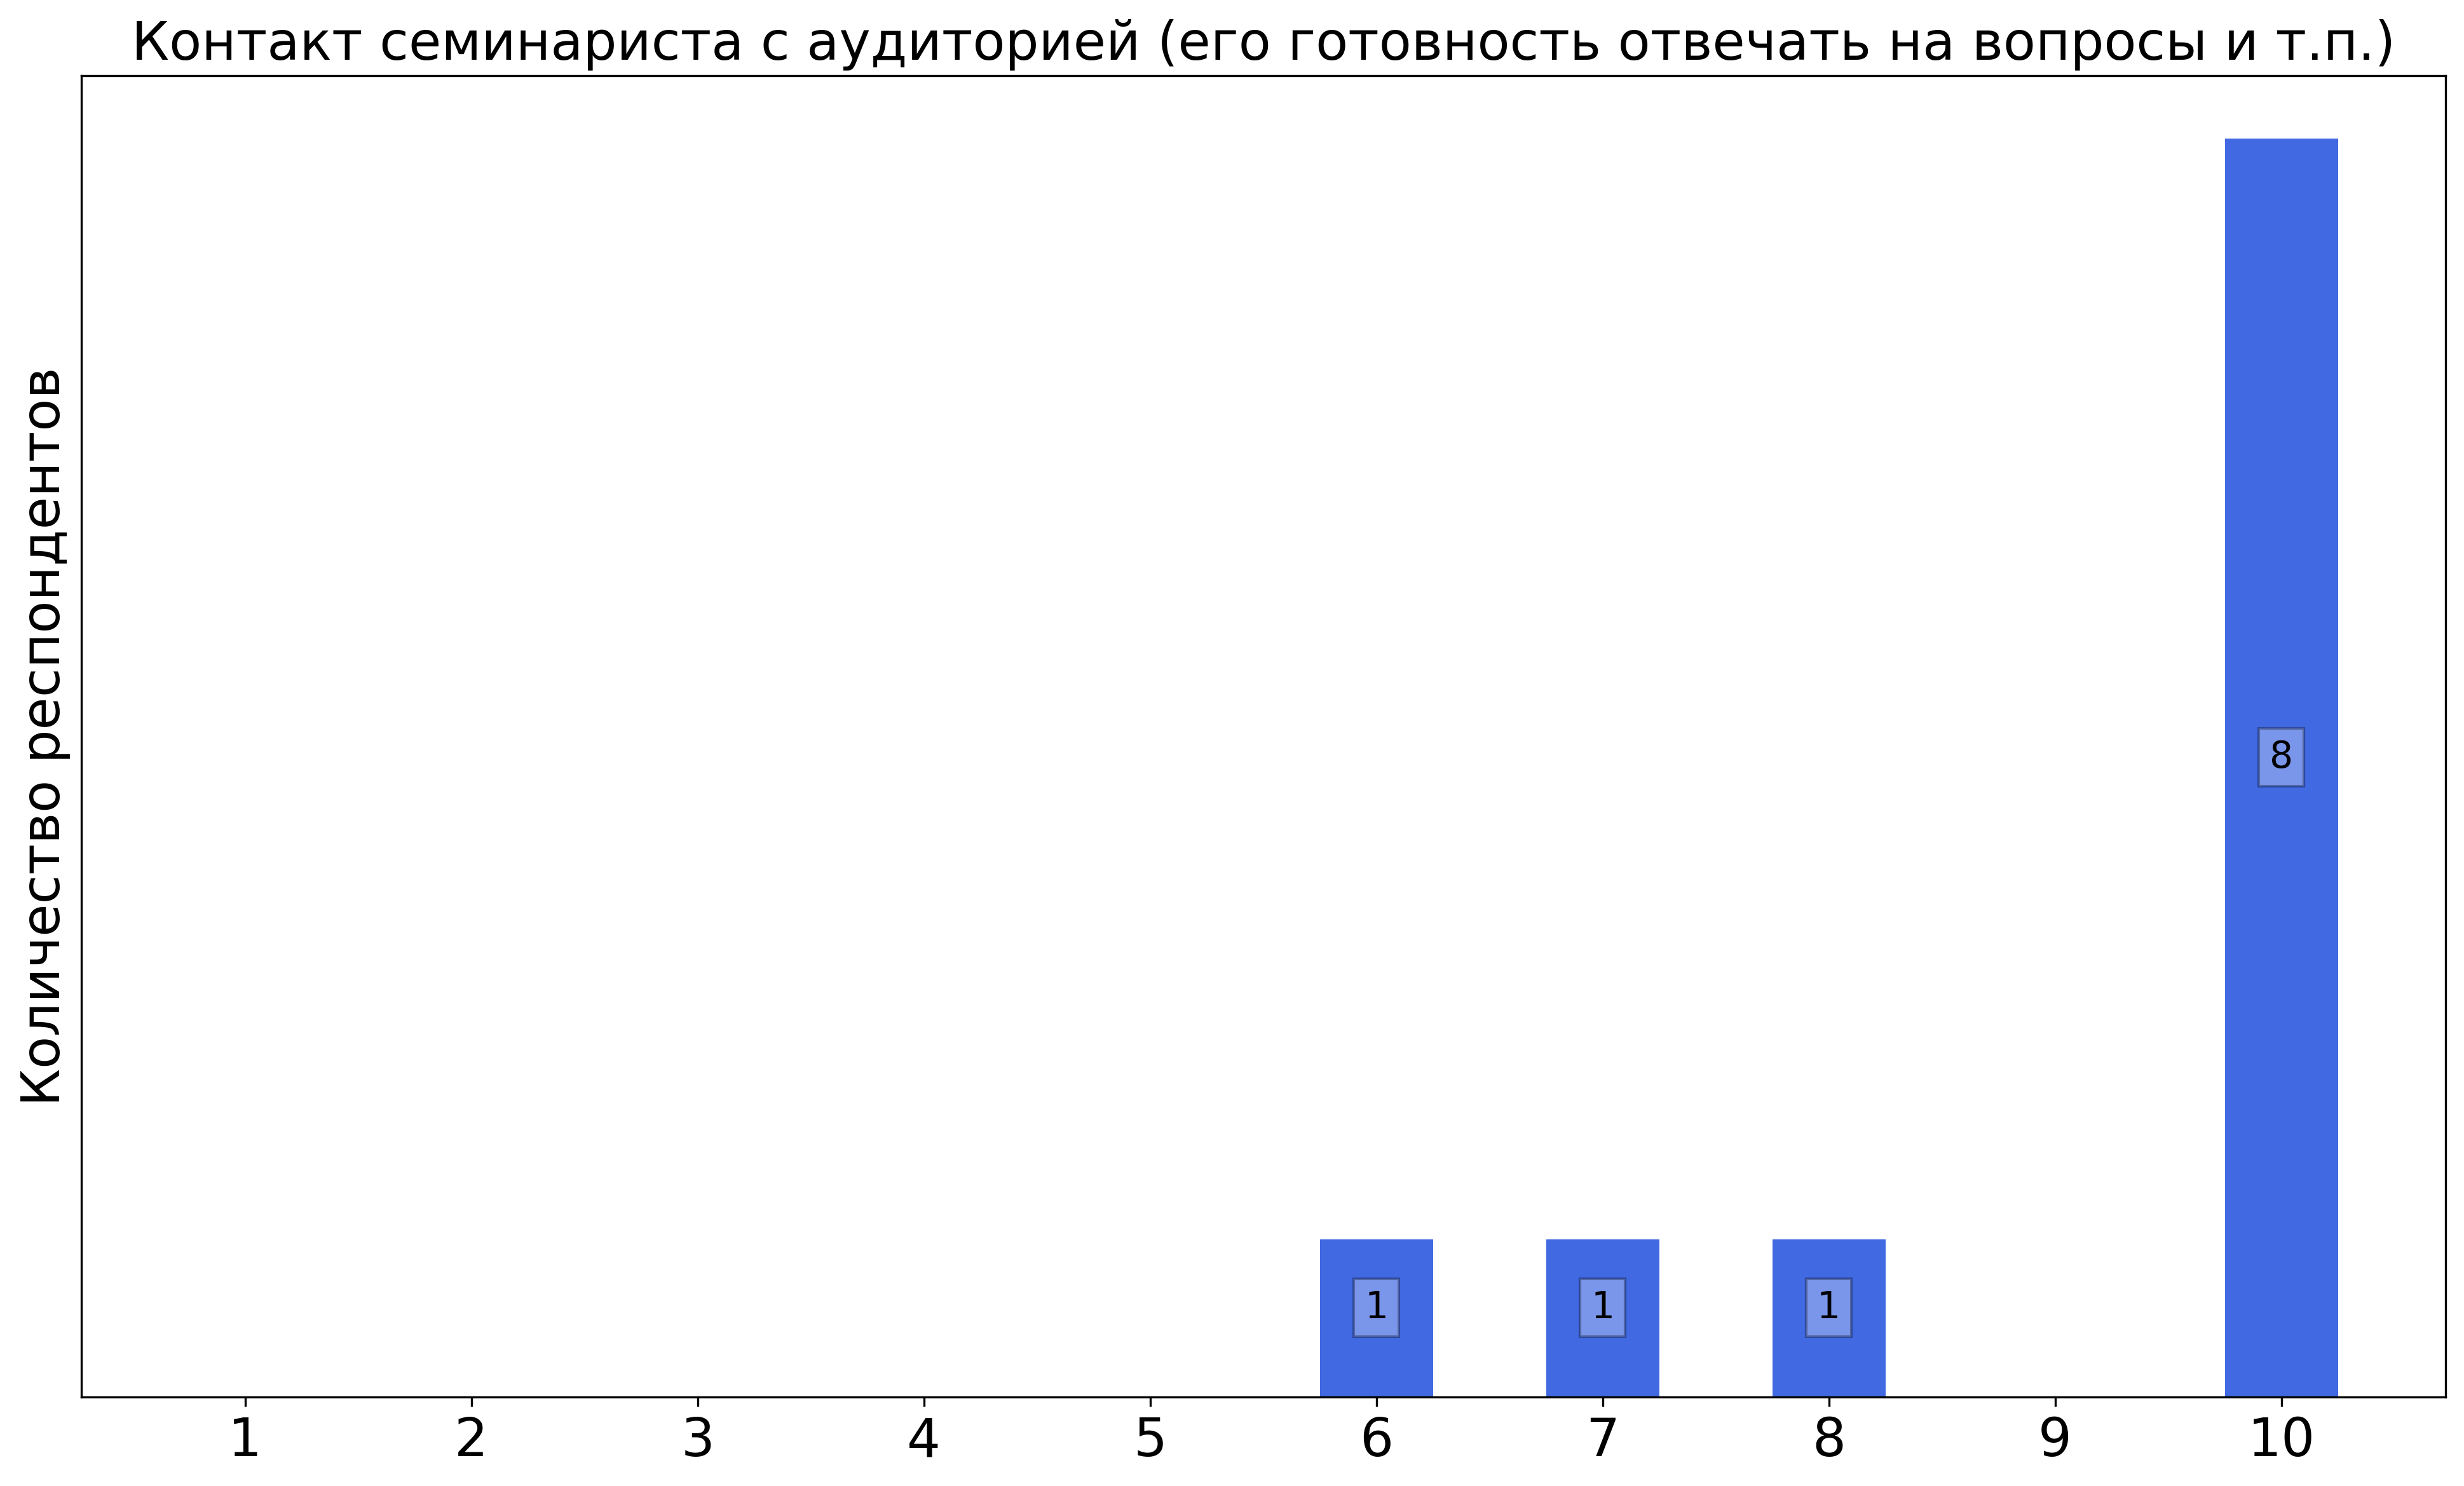 Контакт семинариста с аудиторией (его готовность отвечать на вопросы и т.п.)
Количество респондентов
8
1 1 1
1 2 3 4 5 6 7 8 9 10